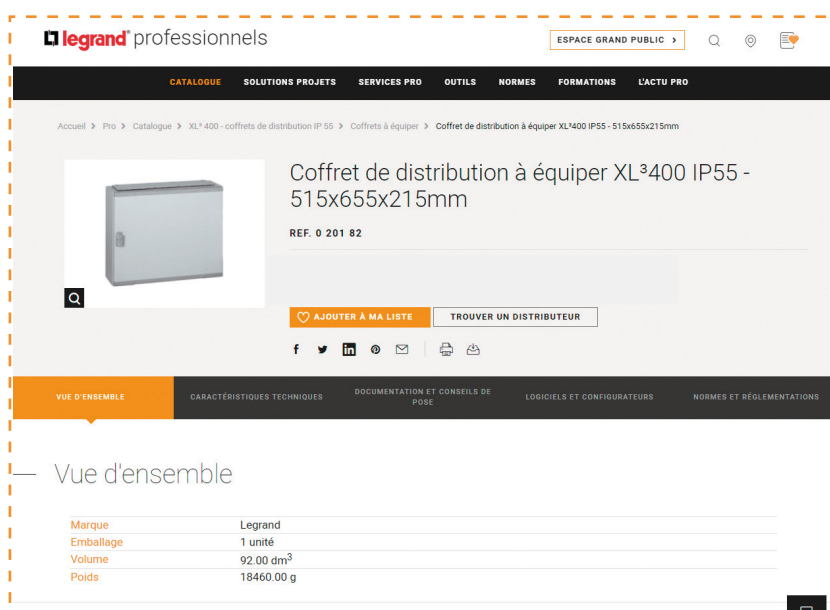 legrand® professionnels
ESPACE GRAND PUBLIC >
CATALOGUE SOLUTIONS PROJETS SERVICES PRO OUTILS NORMES FORMATIONS L'ACTU PRO
Accueil > Pro > Catalogue > XL³ 400 - coffrets de distribution IP 55 > Coffrets à équiper > Coffret de distribution à équiper XL³400 IP55 - 515x655x215mm
Coffret de distribution à équiper XL³400 IP55 -
515x655x215mm
REF. 0 201 82
AJOUTER À MA LISTE
TROUVER UN DISTRIBUTEUR
VUE D'ENSEMBLE
CARACTÉRISTIQUES TECHNIQUES
DOCUMENTATION ET CONSEILS DE
POSE
LOGICIELS ET CONFIGURATEURS
NORMES ET RÉGLEMENTATIONS
Vue d'ensemble
Marque Legrand
Emballage 1 unité
Volume 92.00 dm³
Poids 18460.00 g